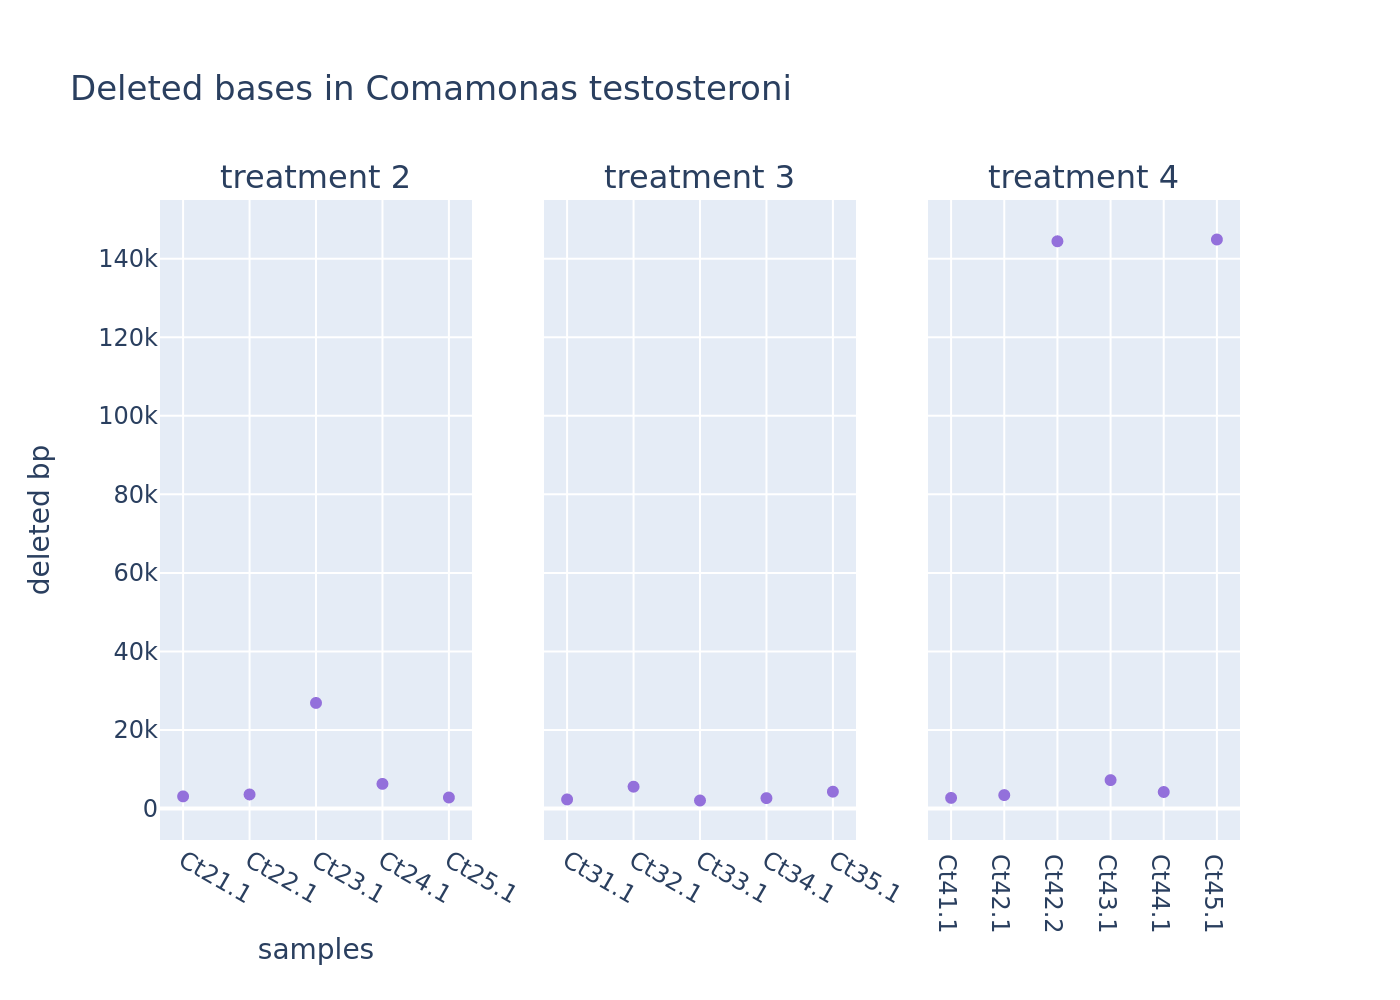 Deleted bases in Comamonas testosteroni
treatment 2
treatment 3
treatment 4
deleted bp
140k
120k
100k
80k
60k
40k
20k
0
Ct21.1
Ct22.1
Ct23.1
Ct24.1
Ct25.1
Ct31.1
Ct32.1
Ct33.1
Ct34.1
Ct35.1
Ct41.1
Ct42.1
Ct42.2
Ct43.1
Ct44.1
Ct45.1
samples